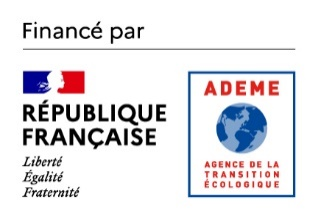 Financé par
RÉPUBLIQUE
FRANÇAISE
Liberté
Égalité
Fraternité
ADEME
AGENCE DE LA
TRANSITION
ÉCOLOGIQUE